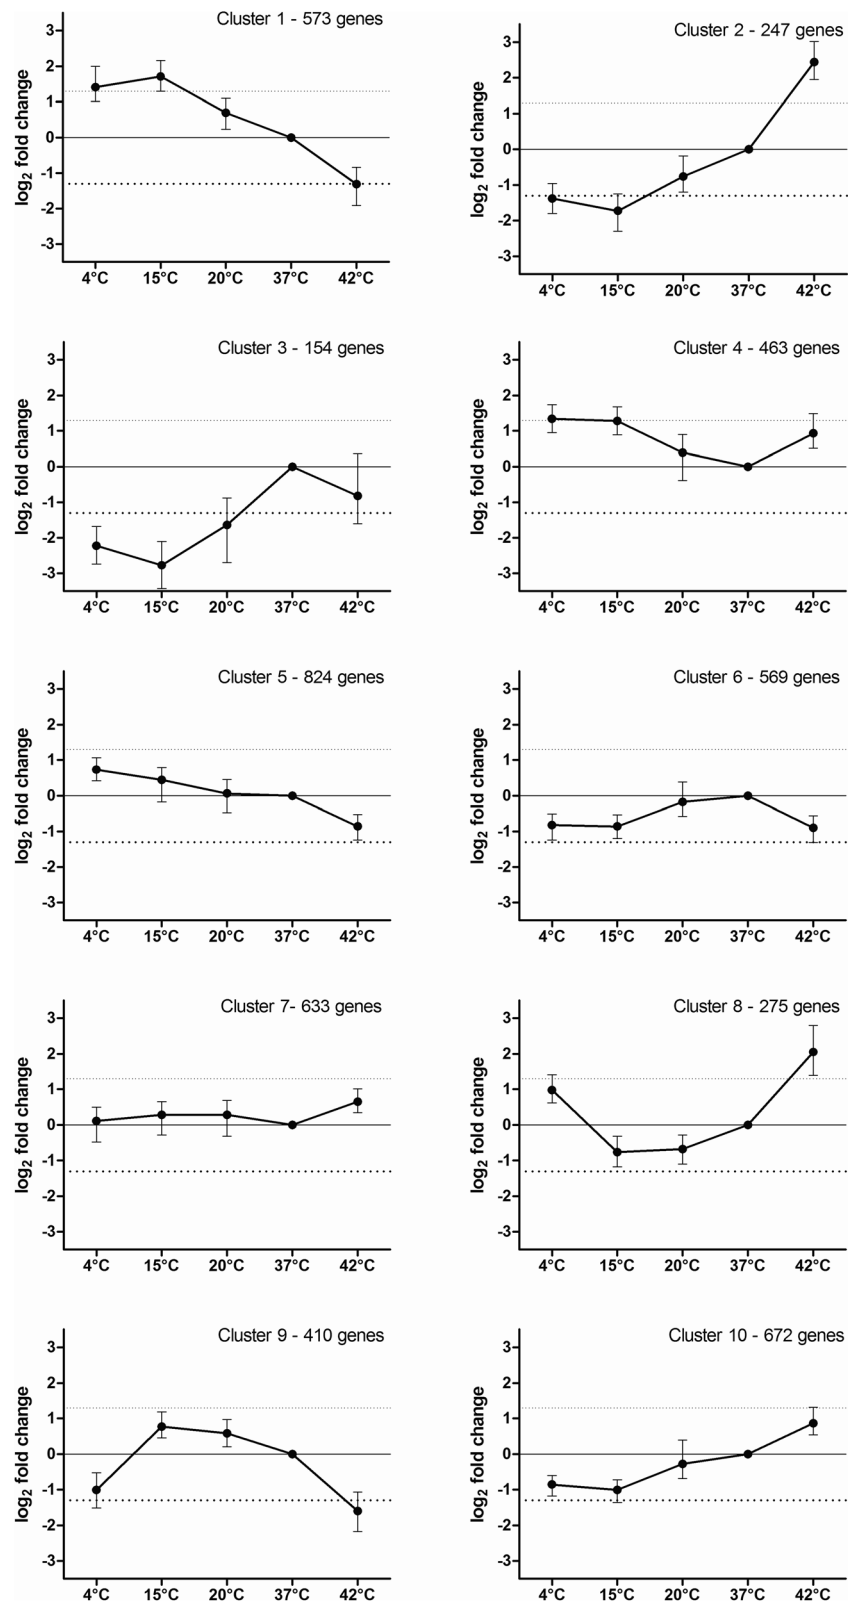 Cluster 1 - 573 genes
log2 fold change
3
2
1
0
-1
-2
-3
4°C 15°C 20°C 37°C 42°C
Cluster 2 - 247 genes
log2 fold change
3
2
1
0
-1
-2
-3
4°C 15°C 20°C 37°C 42°C
Cluster 3 - 154 genes
log2 fold change
3
2
1
0
-1
-2
-3
4°C 15°C 20°C 37°C 42°C
Cluster 4 - 463 genes
log2 fold change
3
2
1
0
-1
-2
-3
4°C 15°C 20°C 37°C 42°C
Cluster 5 - 824 genes
log2 fold change
3
2
1
0
-1
-2
-3
4°C 15°C 20°C 37°C 42°C
Cluster 6 - 569 genes
log2 fold change
3
2
1
0
-1
-2
-3
4°C 15°C 20°C 37°C 42°C
Cluster 7- 633 genes
log2 fold change
3
2
1
0
-1
-2
-3
4°C 15°C 20°C 37°C 42°C
Cluster 8 - 275 genes
log2 fold change
3
2
1
0
-1
-2
-3
4°C 15°C 20°C 37°C 42°C
Cluster 9 - 410 genes
log2 fold change
3
2
1
0
-1
-2
-3
4°C 15°C 20°C 37°C 42°C
Cluster 10 - 672 genes
log2 fold change
3
2
1
0
-1
-2
-3
4°C 15°C 20°C 37°C 42°C